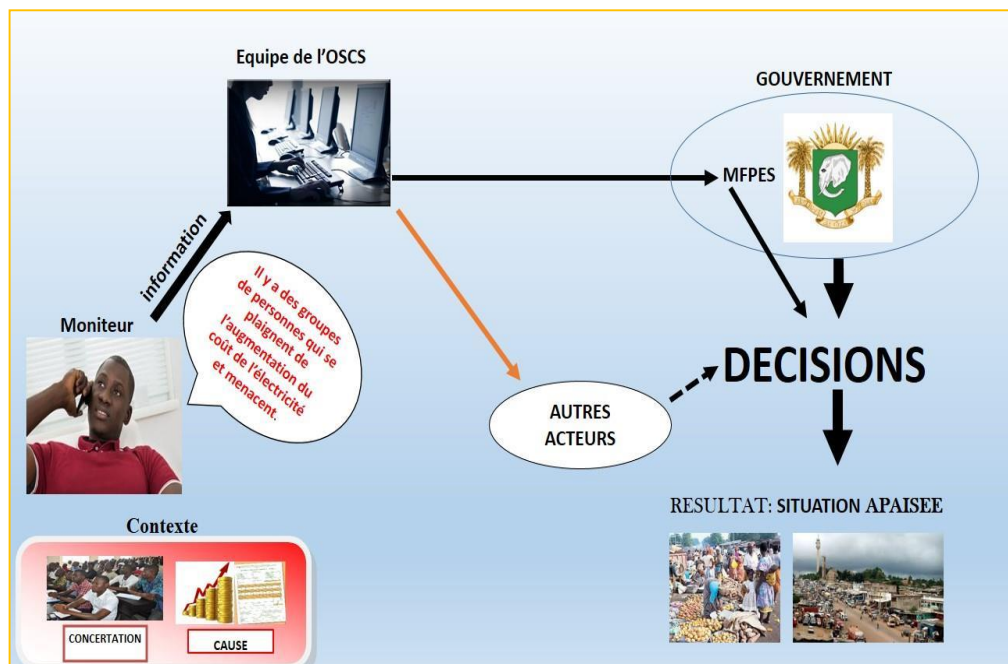 Equipe de l'OSCS
GOUVERNEMENT
MFPES
information
Il y a des groupes
de personnes qui se
plaignent de
l'augmentation du
coût de l'électricité
et menacent.
Moniteur
DECISIONS
AUTRES
ACTEURS
RESULTAT: SITUATION APAISEE
Contexte
CONCERTATION
CAUSE